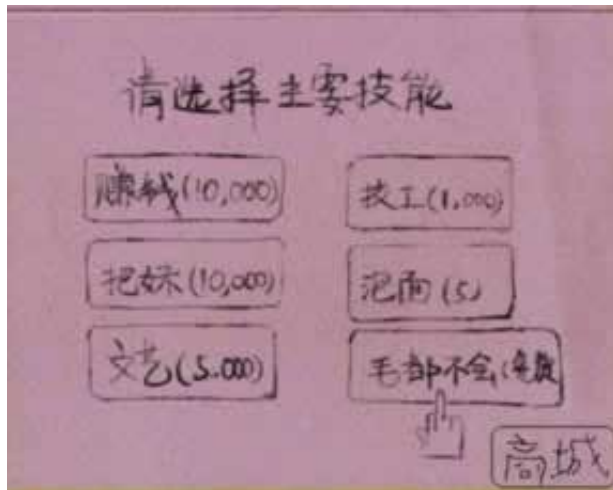 请选择主要技能
赚钱(10,000) 技工(1,000)
把妹(10,000) 泡面(5)
文艺(5.000) 毛都不会(免费
商城